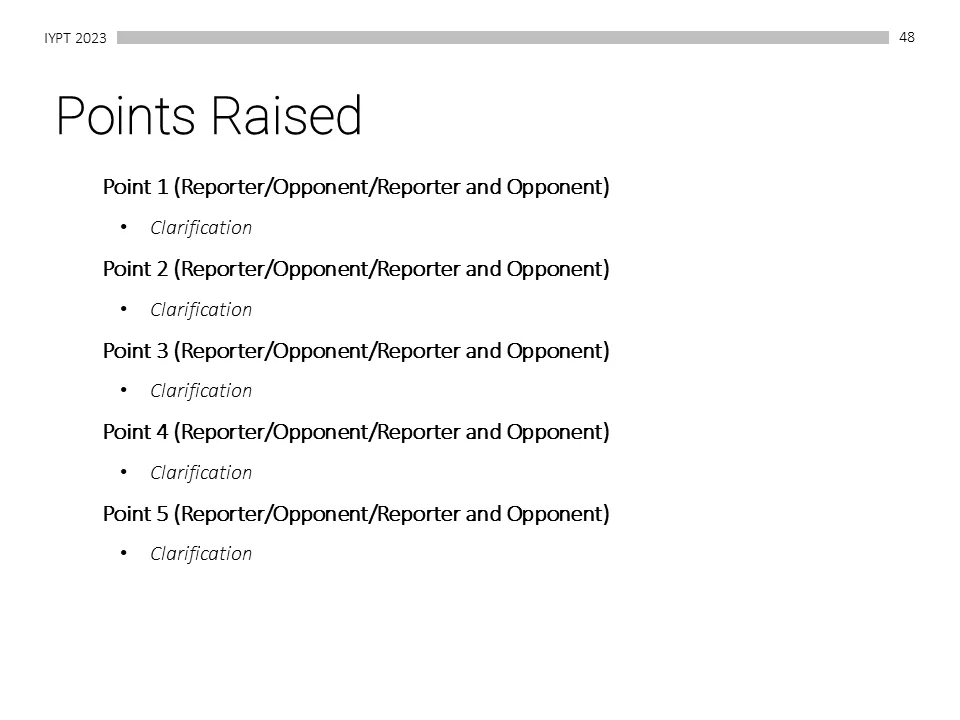 IYPT 2023
48
Points Raised
Point 1 (Reporter/Opponent/Reporter and Opponent)
• Clarification
Point 2 (Reporter/Opponent/Reporter and Opponent)
• Clarification
Point 3 (Reporter/Opponent/Reporter and Opponent)
• Clarification
Point 4 (Reporter/Opponent/Reporter and Opponent)
• Clarification
Point 5 (Reporter/Opponent/Reporter and Opponent)
• Clarification